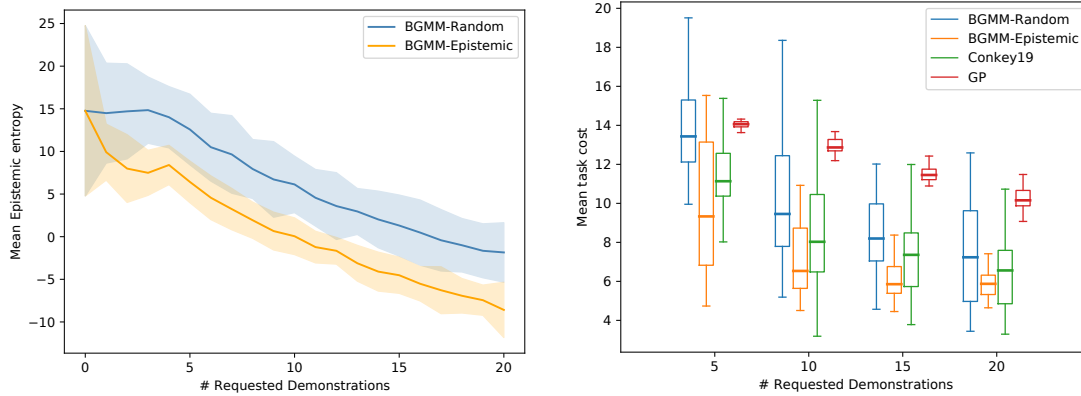 BGMM-Random
BGMM-Epistemic
Mean Epistemic entropy
25
20
15
10
5
0
−5
−10
0
5
10
15
20
# Requested Demonstrations
BGMM-Random
BGMM-Epistemic
Conkey19
GP
Mean task cost
20
18
16
14
12
10
8
6
4
5
10
15
20
# Requested Demonstrations